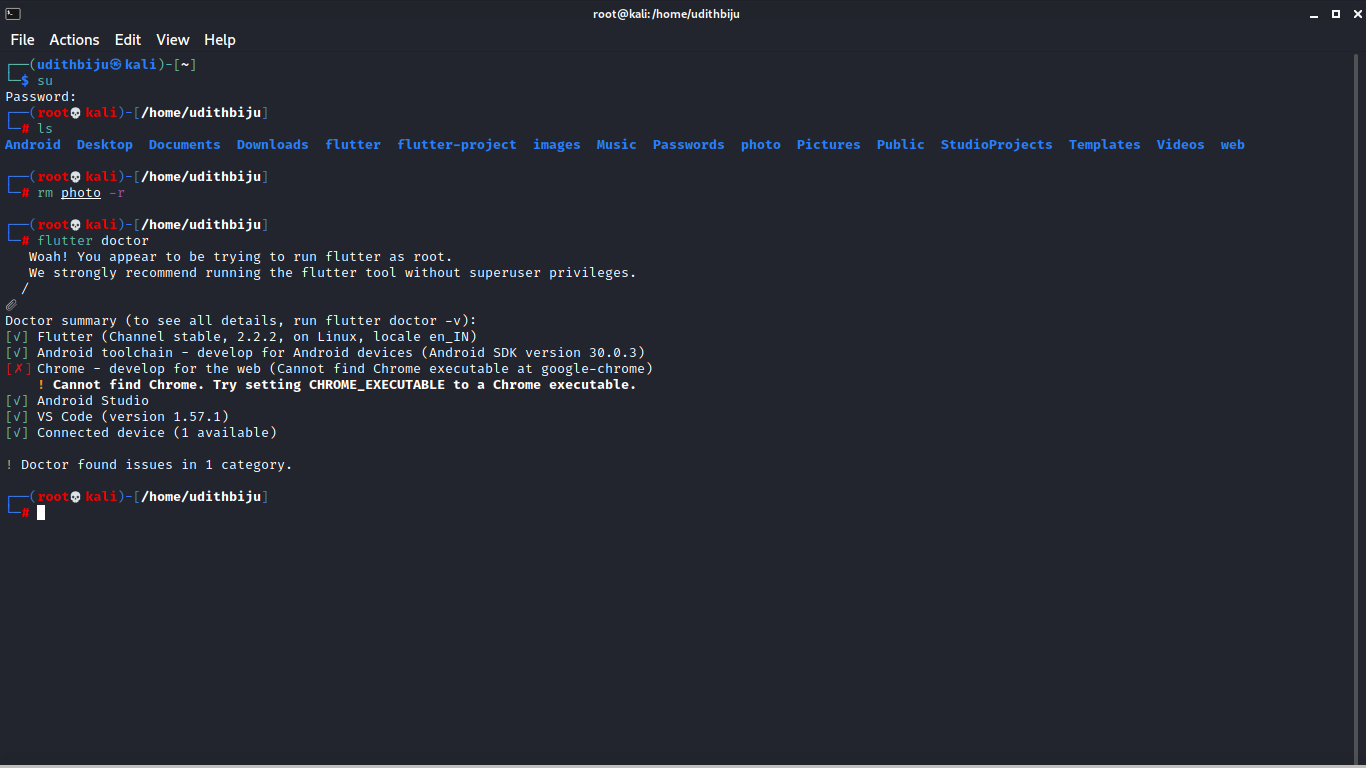 root@kali:/home/udithbiju
File Actions Edit View Help
┌──(udithbiju㉿kali)-[~]
└─$ su
Password:
┌──(root💀kali)-[/home/udithbiju]
└─# ls
Android Desktop Documents Downloads flutter flutter-project images Music Passwords photo Pictures Public StudioProjects Templates Videos web
┌──(root💀kali)-[/home/udithbiju]
└─# rm photo -r
┌──(root💀kali)-[/home/udithbiju]
└─# flutter doctor
Woah! You appear to be trying to run flutter as root.
We strongly recommend running the flutter tool without superuser privileges.
/
📎
Doctor summary (to see all details, run flutter doctor -v):
[√] Flutter (Channel stable, 2.2.2, on Linux, locale en_IN)
[√] Android toolchain - develop for Android devices (Android SDK version 30.0.3)
[✗] Chrome - develop for the web (Cannot find Chrome executable at google-chrome)
! Cannot find Chrome. Try setting CHROME_EXECUTABLE to a Chrome executable.
[√] Android Studio
[√] VS Code (version 1.57.1)
[√] Connected device (1 available)
! Doctor found issues in 1 category.
┌──(root💀kali)-[/home/udithbiju]
└─#